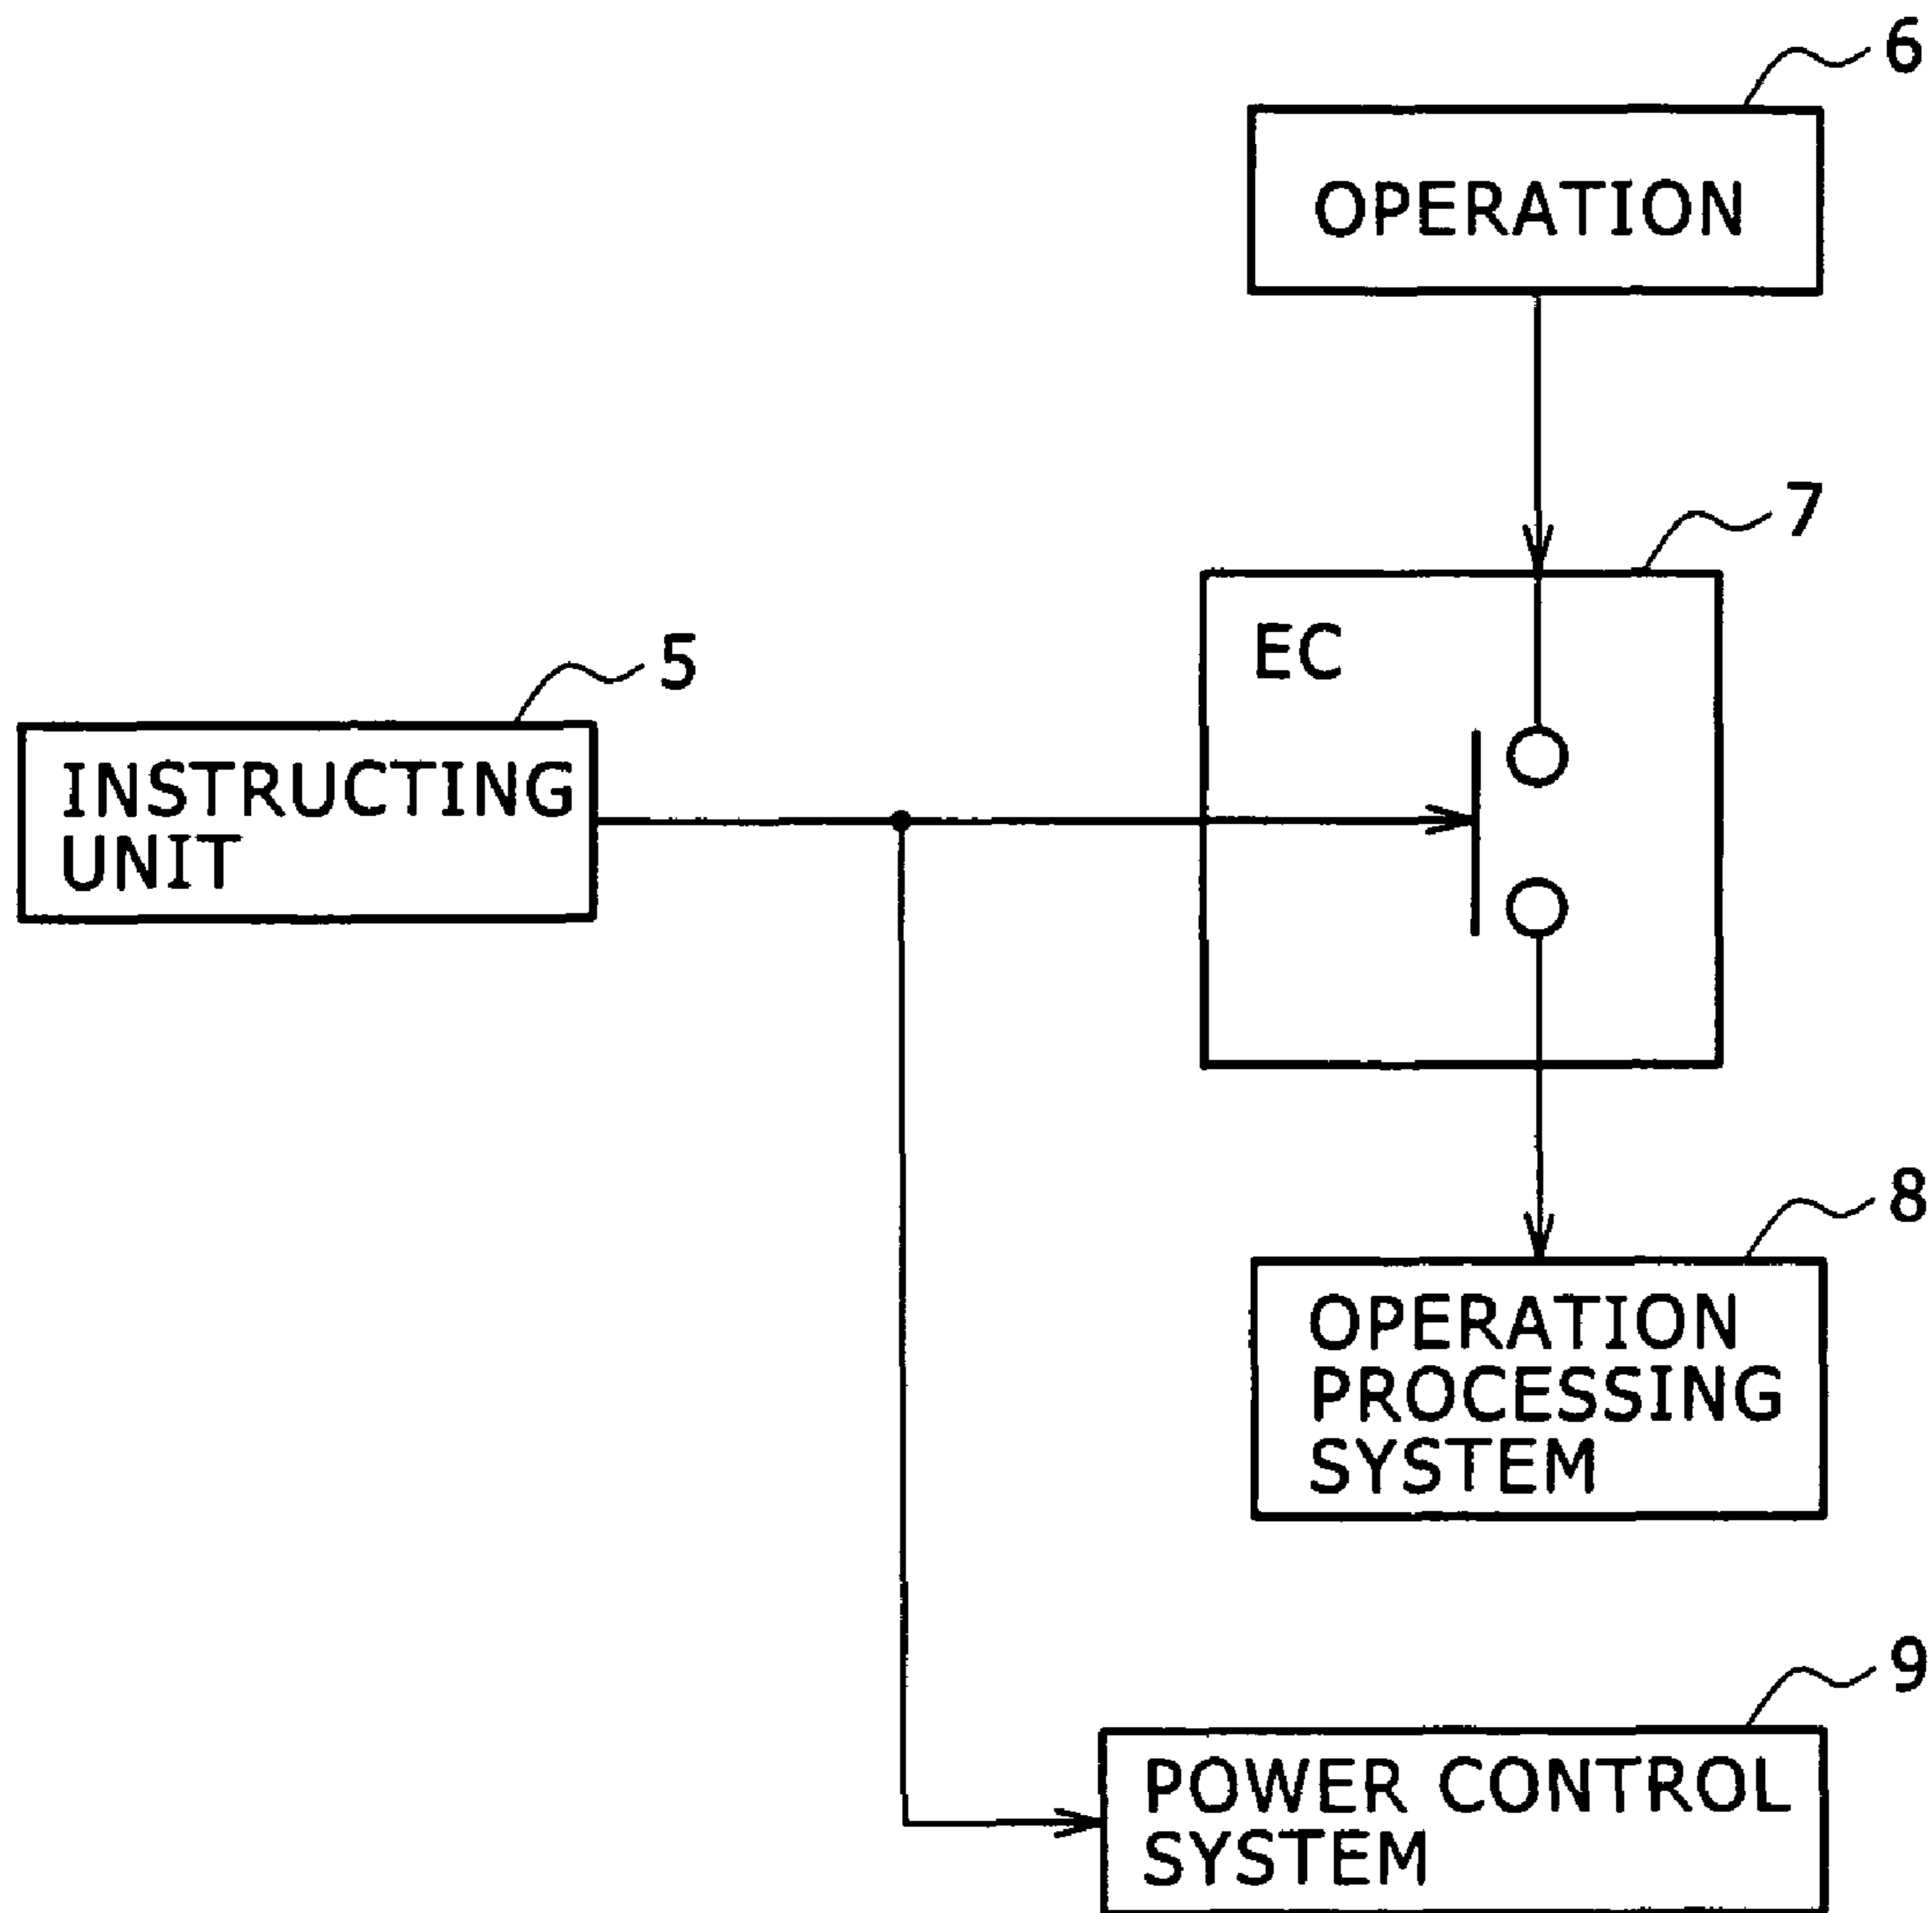 6
OPERATION
7
EC
5
INSTRUCTING
UNIT
8
OPERATION
PROCESSING
SYSTEM
9
POWER CONTROL
SYSTEM